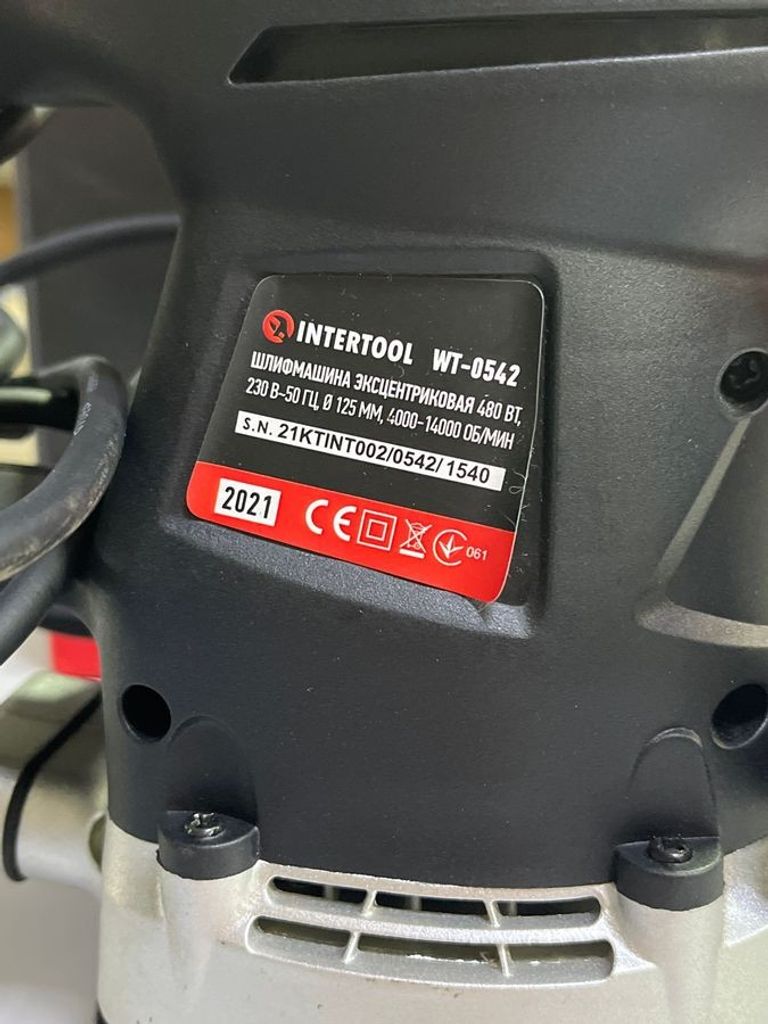 INTERTOOL WT-0542
ШЛИФМАШИНА ЭКСЦЕНТРИКОВАЯ 480 ВТ,
230 В~50 ГЦ, Ø 125 ММ, 4000-14000 ОБ/МИН
S.N. 21KTINT002/0542/1540
2021 CE 061